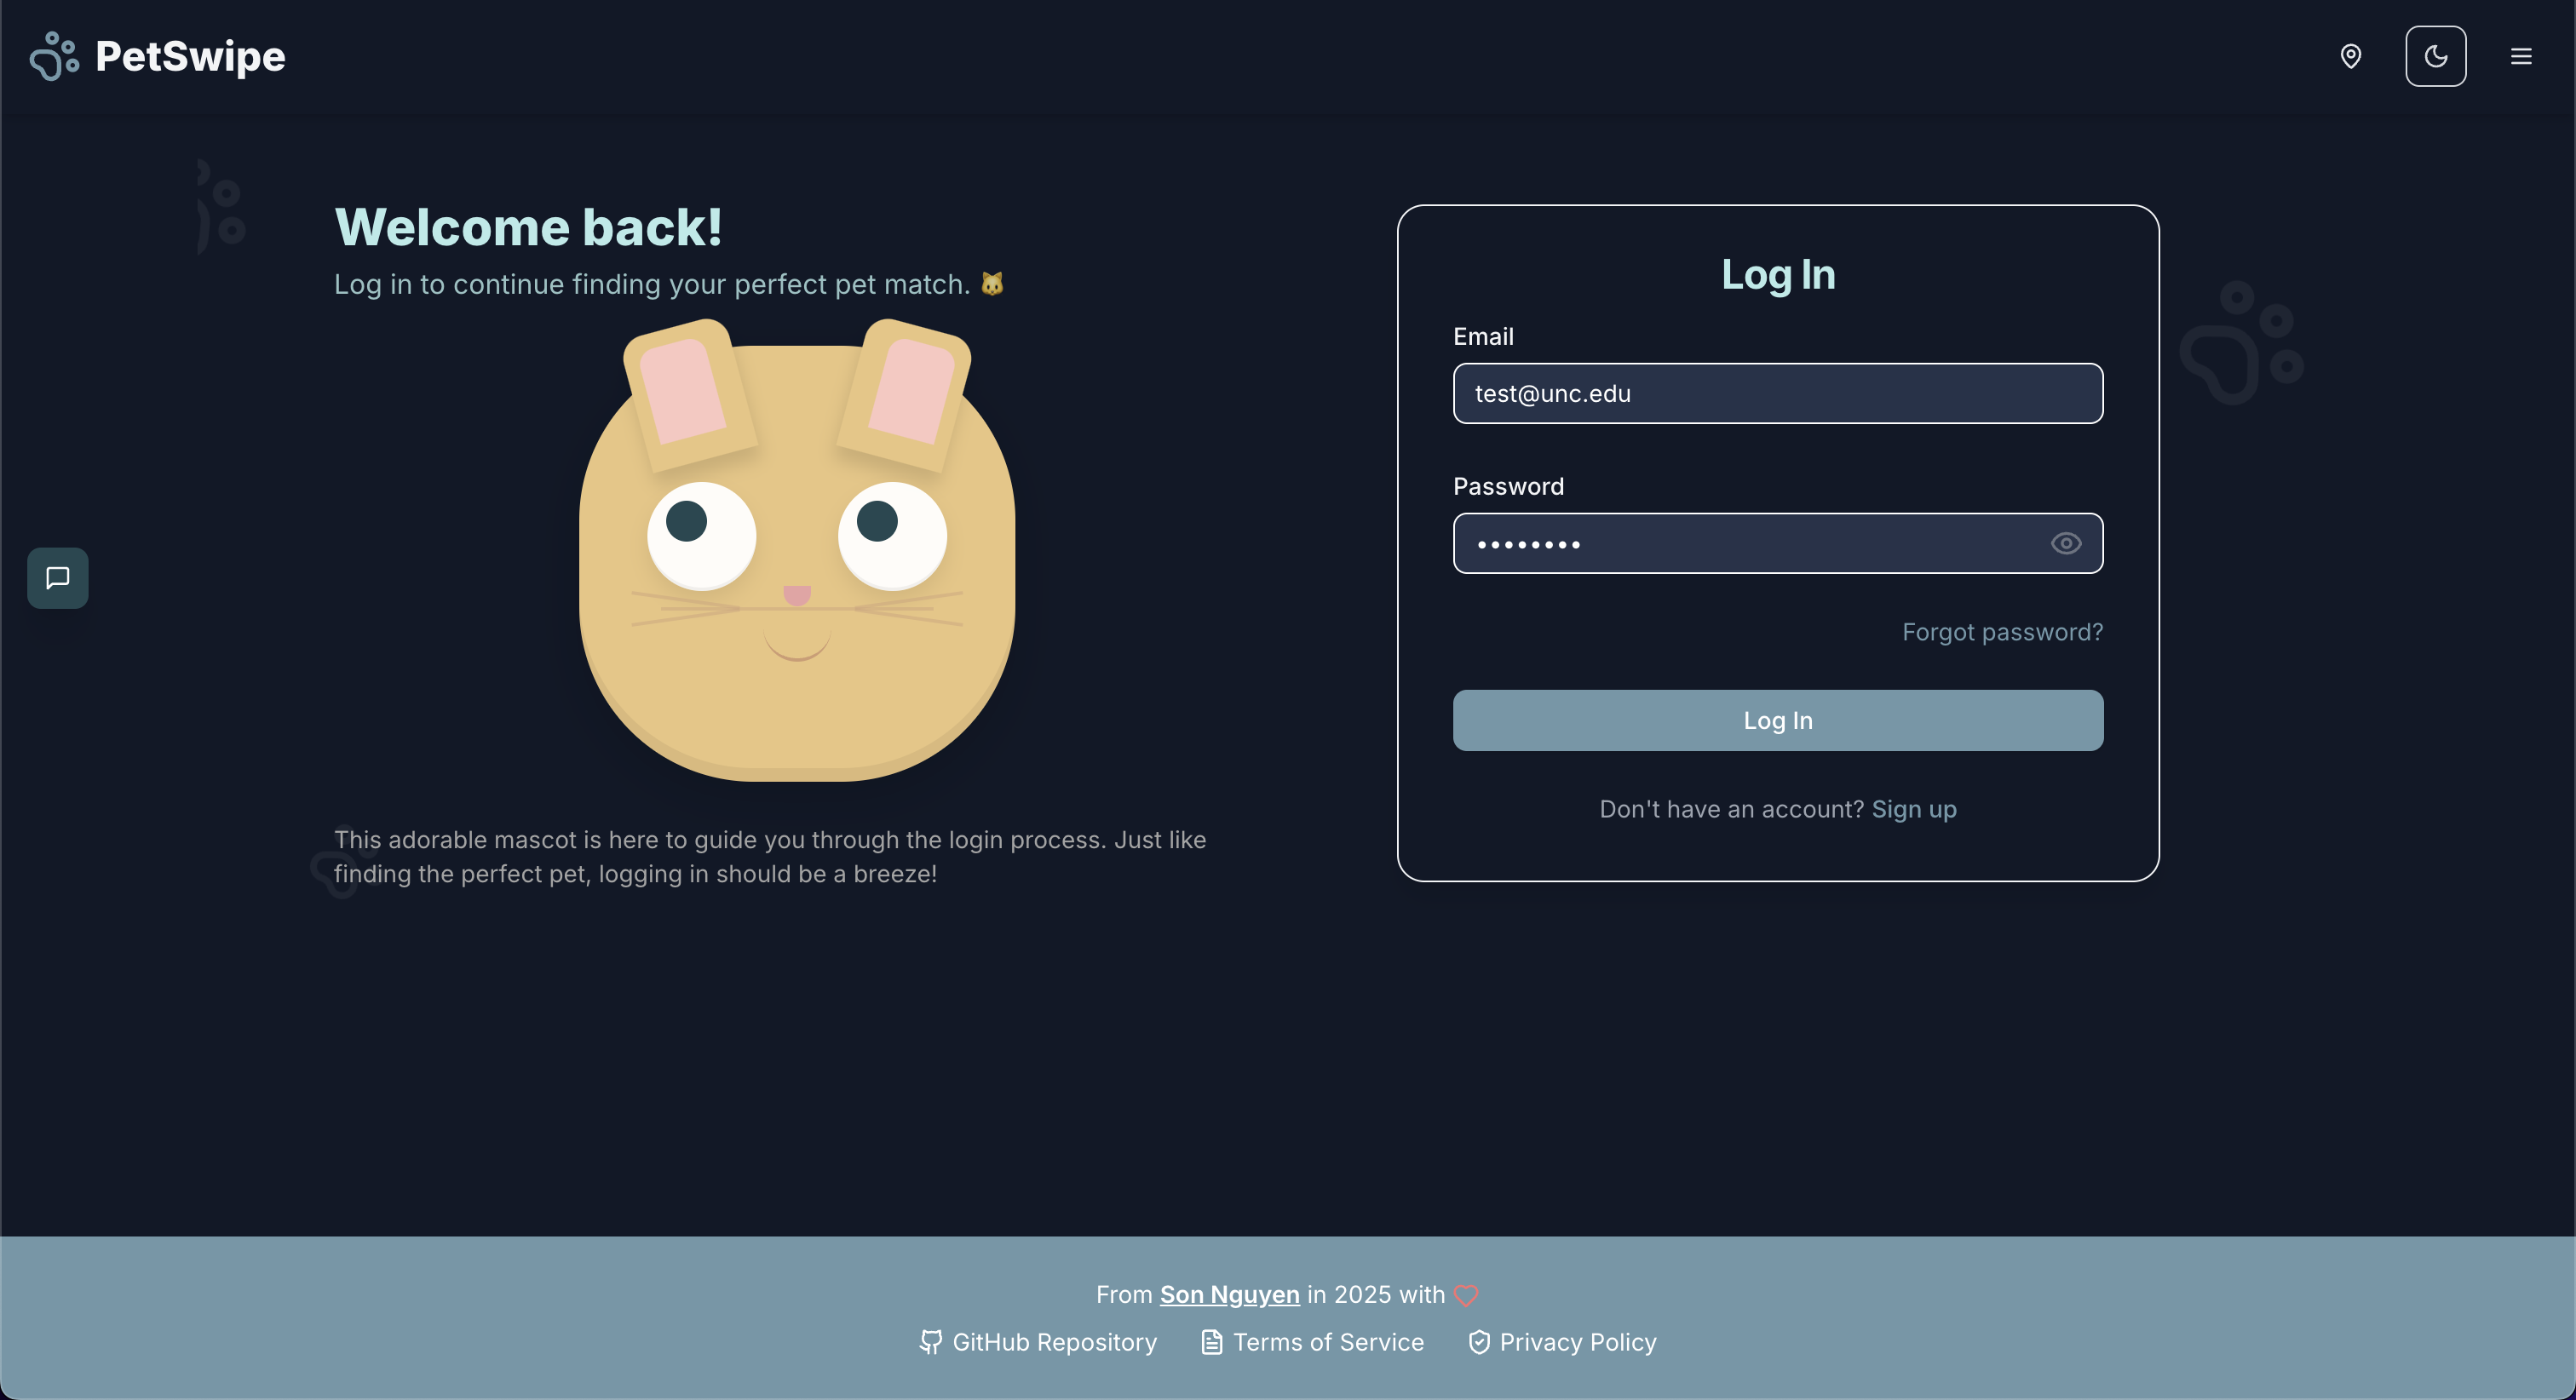 PetSwipe
Welcome back!
Log in to continue finding your perfect pet match. 🐱
This adorable mascot is here to guide you through the login process. Just like
finding the perfect pet, logging in should be a breeze!
Log In
Email
test@unc.edu
Password
••••••••
Forgot password?
Log In
Don't have an account? Sign up
From Son Nguyen in 2025 with
GitHub Repository
Terms of Service
Privacy Policy